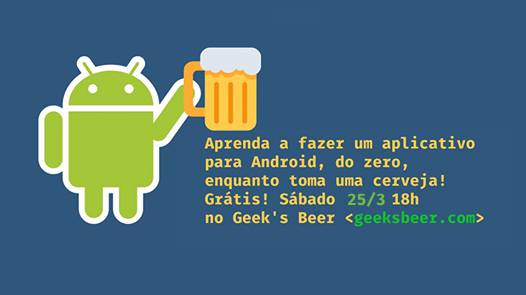 Aprenda a fazer um aplicativo
para Android, do zero,
enquanto toma uma cerveja!
Grátis! Sábado 25/3 18h
no Geek's Beer <geeksbeer.com>